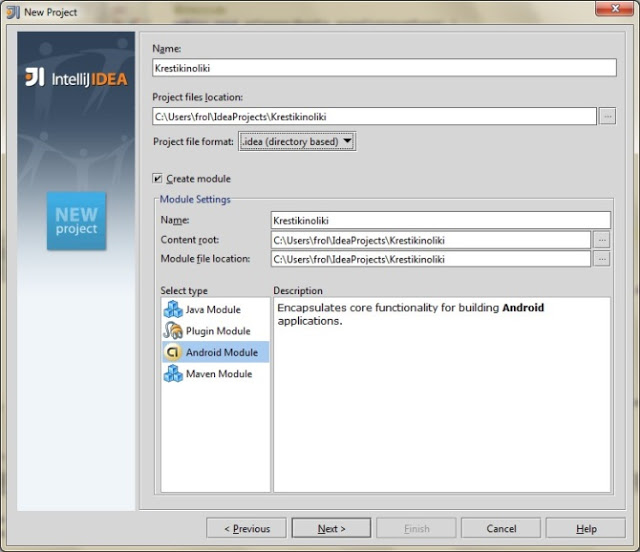 New Project
IntelliJIDEA
NEW
project
Name:
Krestikinoliki
Project files location:
C:\Users\frol\IdeaProjects\Krestikinoliki
...
Project file format:
.idea (directory based)
Create module
Module Settings
Name:
Krestikinoliki
Content root:
C:\Users\frol\IdeaProjects\Krestikinoliki
...
Module file location:
C:\Users\frol\IdeaProjects\Krestikinoliki
...
Select type
Java Module
Plugin Module
Android Module
Maven Module
Description
Encapsulates core functionality for building Android
applications.
< Previous
Next >
Finish
Cancel
Help